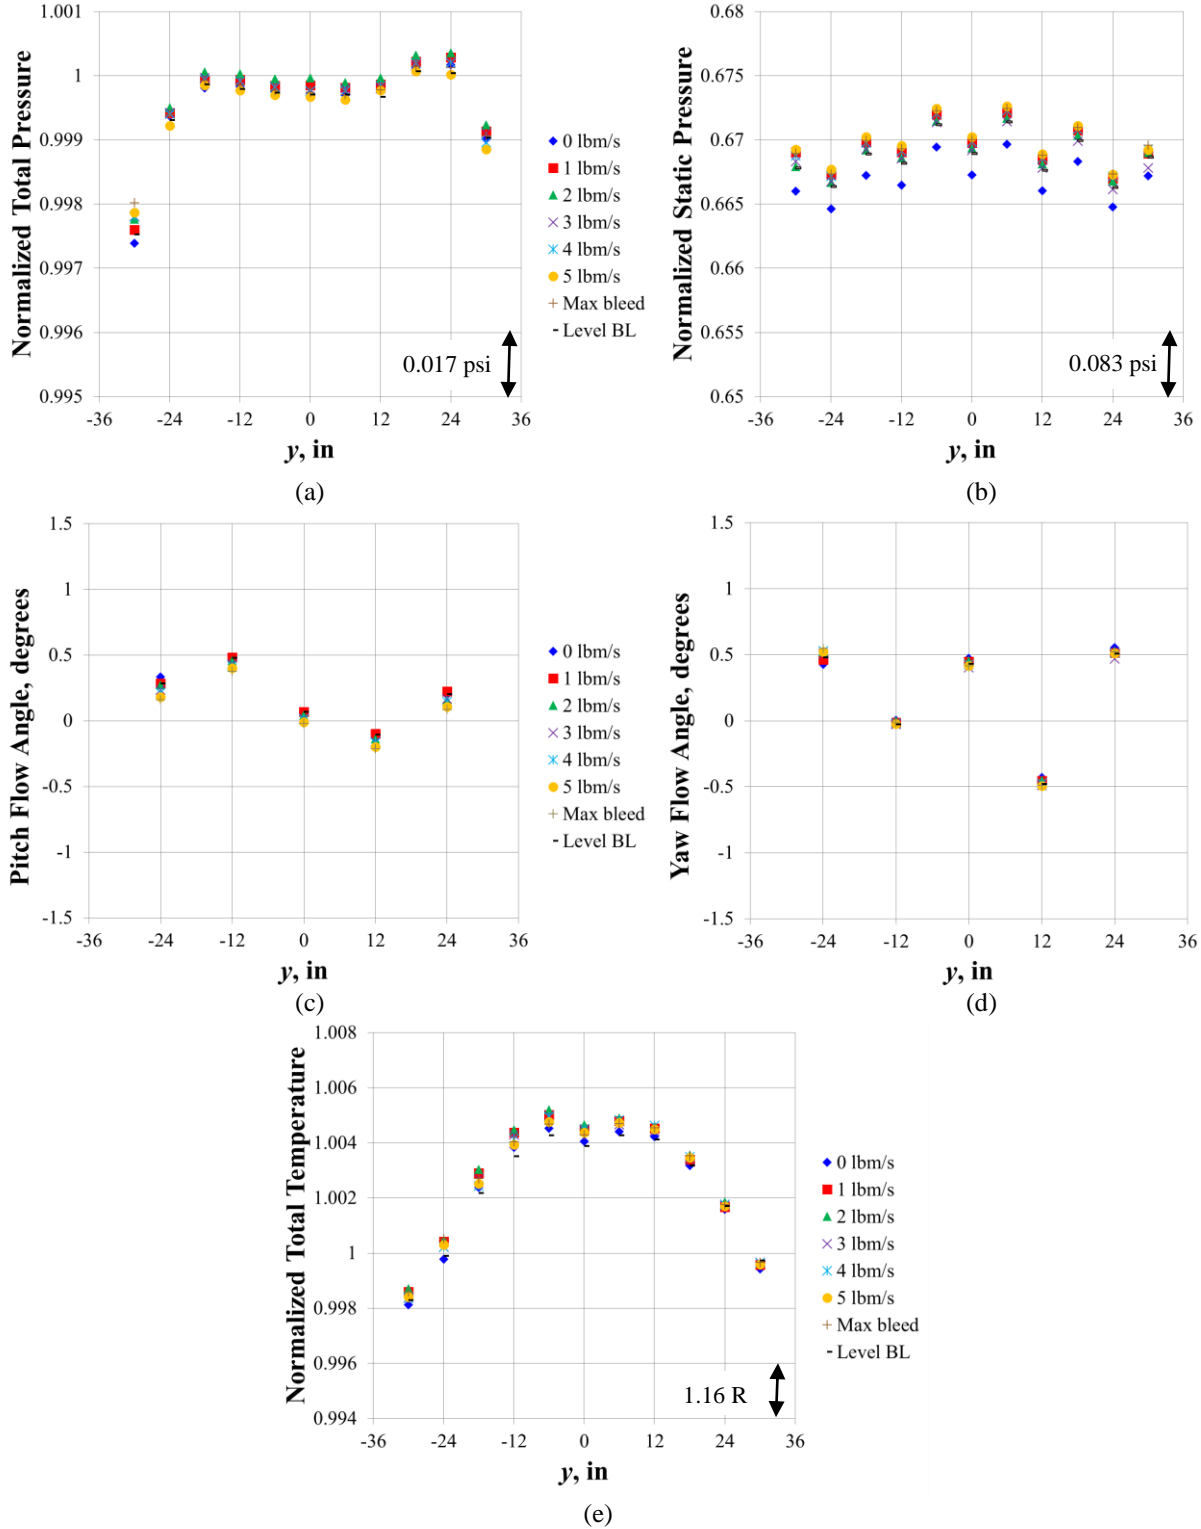 1.001
1
0.999
0.998
0.997
0.996
0.995
Normalized Total Pressure
-36 -24 -12 0 12 24 36
y, in
0.017 psi
(a)
0 lbm/s
1 lbm/s
2 lbm/s
3 lbm/s
4 lbm/s
5 lbm/s
Max bleed
Level BL
0.68
0.675
0.67
0.665
0.66
0.655
0.65
Normalized Static Pressure
-36 -24 -12 0 12 24 36
y, in
0.083 psi
(b)
1.5
1
0.5
0
-0.5
-1
-1.5
Pitch Flow Angle, degrees
-36 -24 -12 0 12 24 36
y, in
(c)
0 lbm/s
1 lbm/s
2 lbm/s
3 lbm/s
4 lbm/s
5 lbm/s
Max bleed
Level BL
1.5
1
0.5
0
-0.5
-1
-1.5
Yaw Flow Angle, degrees
-36 -24 -12 0 12 24 36
y, in
(d)
1.008
1.006
1.004
1.002
1
0.998
0.996
0.994
Normalized Total Temperature
-36 -24 -12 0 12 24 36
y, in
1.16 R
(e)
0 lbm/s
1 lbm/s
2 lbm/s
3 lbm/s
4 lbm/s
5 lbm/s
Max bleed
Level BL